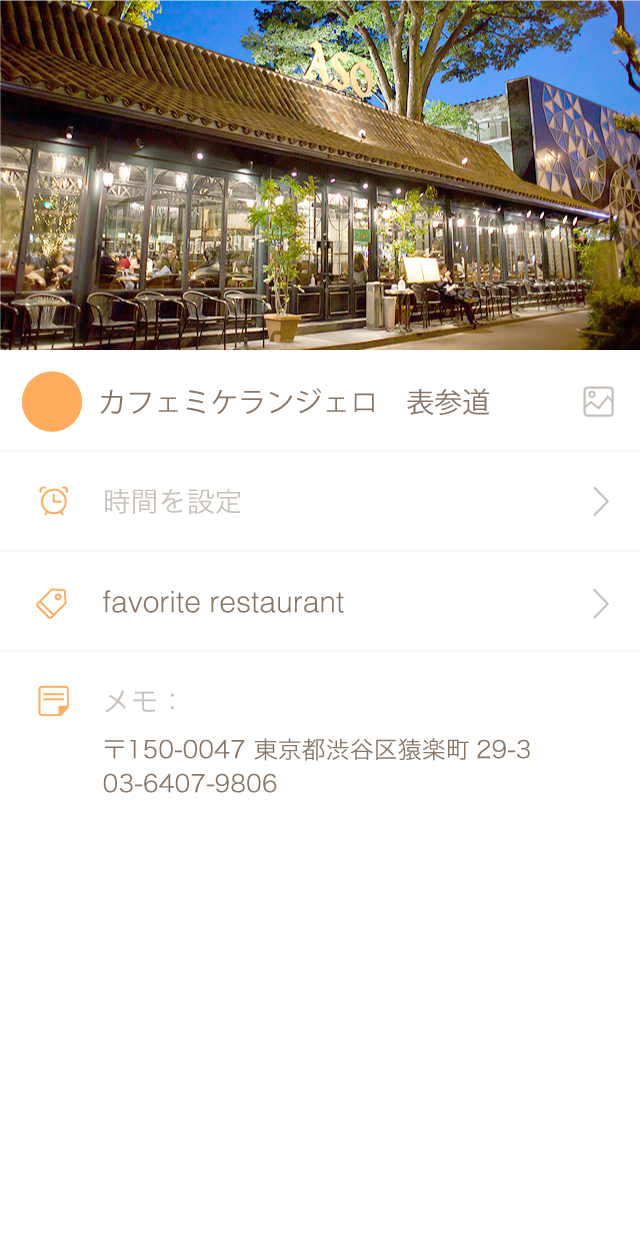 ASO
カフェミケランジェロ　表参道
時間を設定
favorite restaurant
メモ：
〒150-0047 東京都渋谷区猿楽町 29-3
03-6407-9806